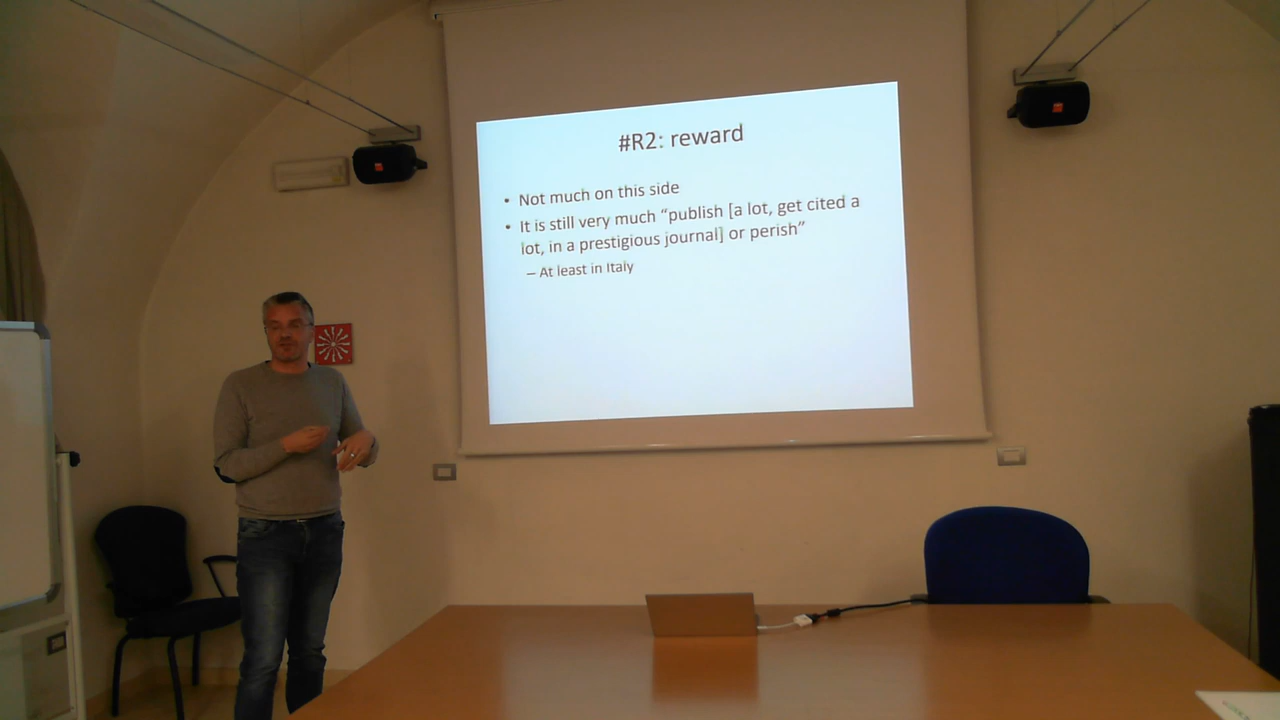 #R2: reward
• Not much on this side
• It is still very much “publish [a lot, get cited a
lot, in a prestigious journal] or perish”
– At least in Italy